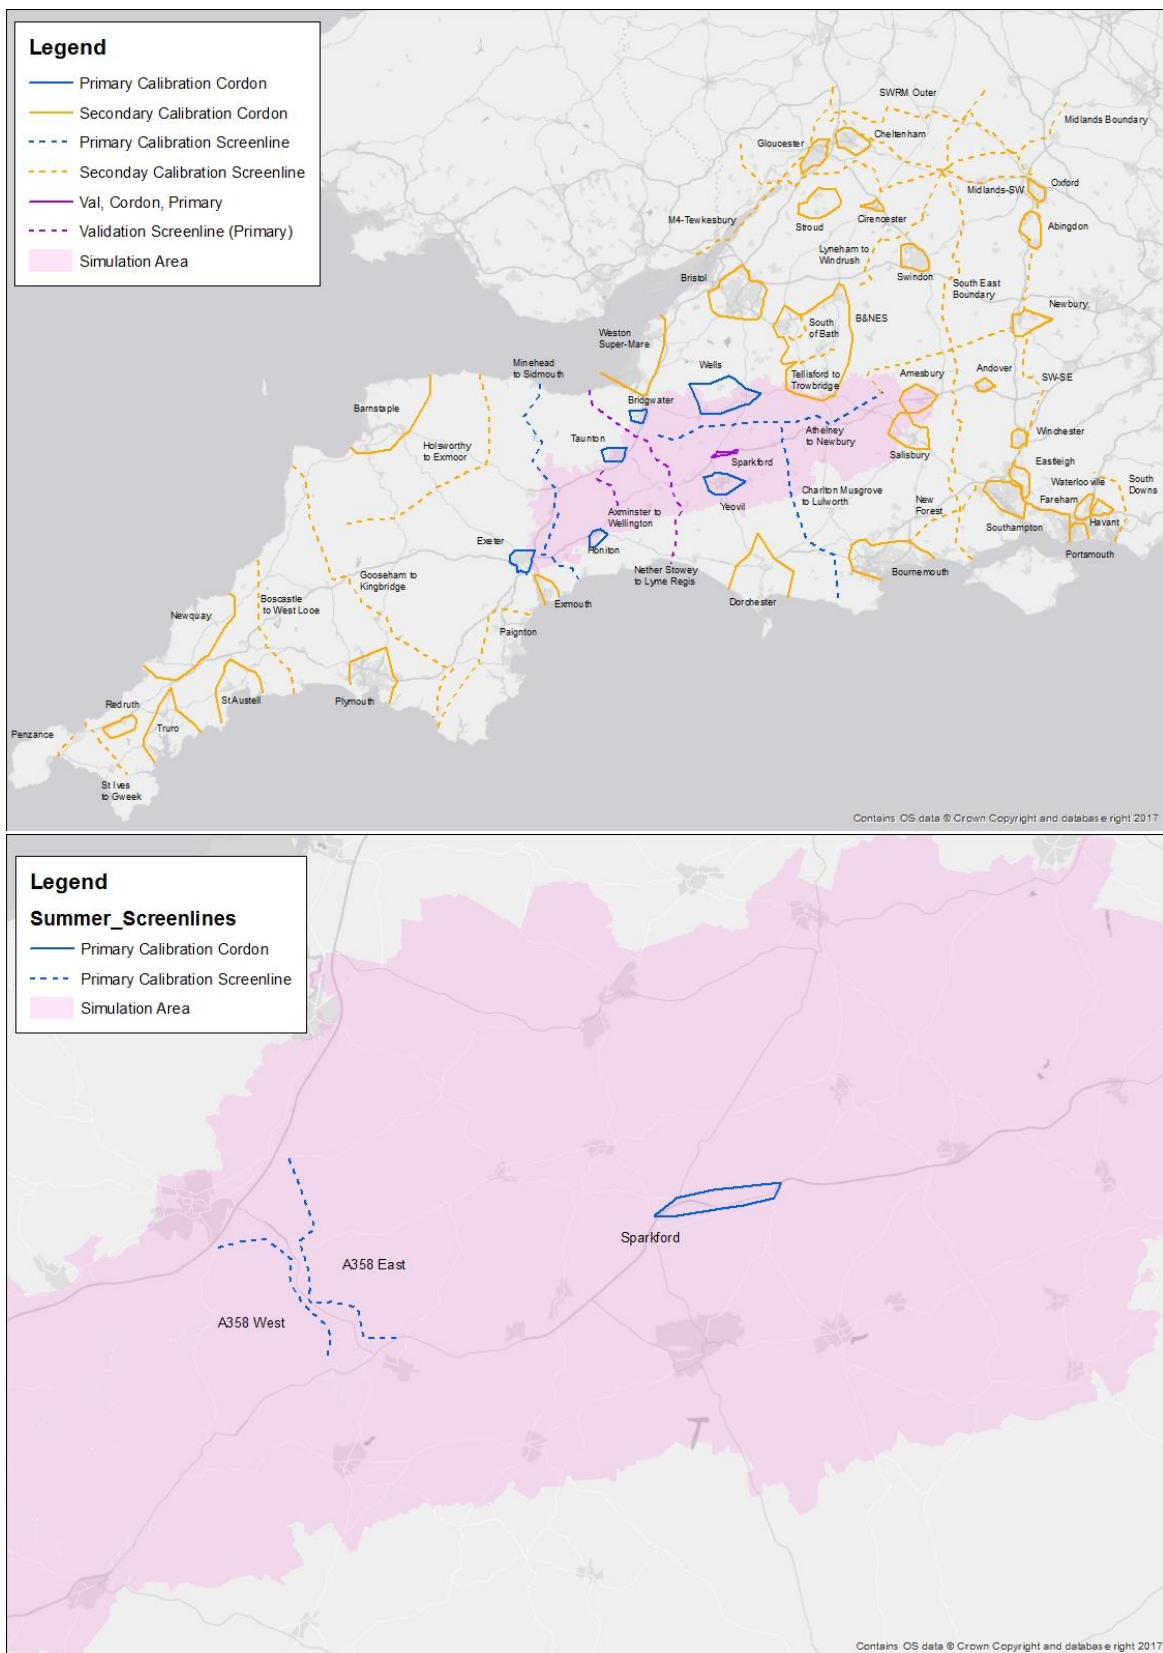 Legend
Primary Calibration Cordon
Secondary Calibration Cordon
Primary Calibration Screenline
Seconday Calibration Screenline
Val, Cordon, Primary
Validation Screenline (Primary)
Simulation Area
SWRM Outer
Midlands Boundary
Cheltenham
Gloucester
Midlands-SW
Oxford
M4-Tewkesbury
Stroud
Cirencester
Abingdon
Lyneham to
Windrush
Swindon
Bristol
South East
Boundary
Newbury
Weston
Super-Mare
South
of Bath
B&NES
Minehead
to Sidmouth
Wells
Tellisford to
Trowbridge
Amesbury
Andover
SW-SE
Bridgwater
Barnstaple
Taunton
Athelney
to Newbury
Winchester
Holsworthy
to Exmoor
Sparkford
Salisbury
Eastleigh
Waterlooville
South
Downs
Charlton Musgrove
to Lulworth
New
Forest
Fareham
Havant
Axminster to
Wellington
Yeovil
Southampton
Exeter
Honiton
Portsmouth
Nether Stowey
to Lyme Regis
Bournemouth
Gooseham to
Kingbridge
Dorchester
Exmouth
Boscastle
to West Looe
Newquay
Paignton
Redruth
St Austell
Plymouth
Truro
Penzance
St Ives
to Gweek
Contains OS data © Crown Copyright and database right 2017
Legend
Summer_Screenlines
Primary Calibration Cordon
Primary Calibration Screenline
Simulation Area
Sparkford
A358 East
A358 West
Contains OS data © Crown Copyright and database right 2017